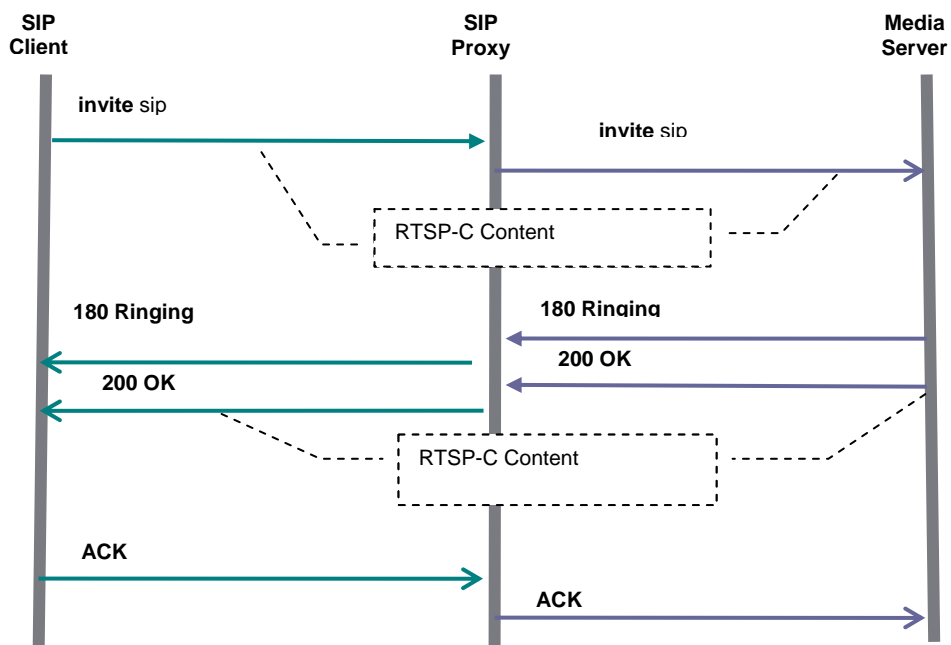 SIP
Client
SIP
Proxy
Media
Server
invite sip
invite sip
RTSP-C Content
180 Ringing
180 Ringing
200 OK
200 OK
RTSP-C Content
ACK
ACK